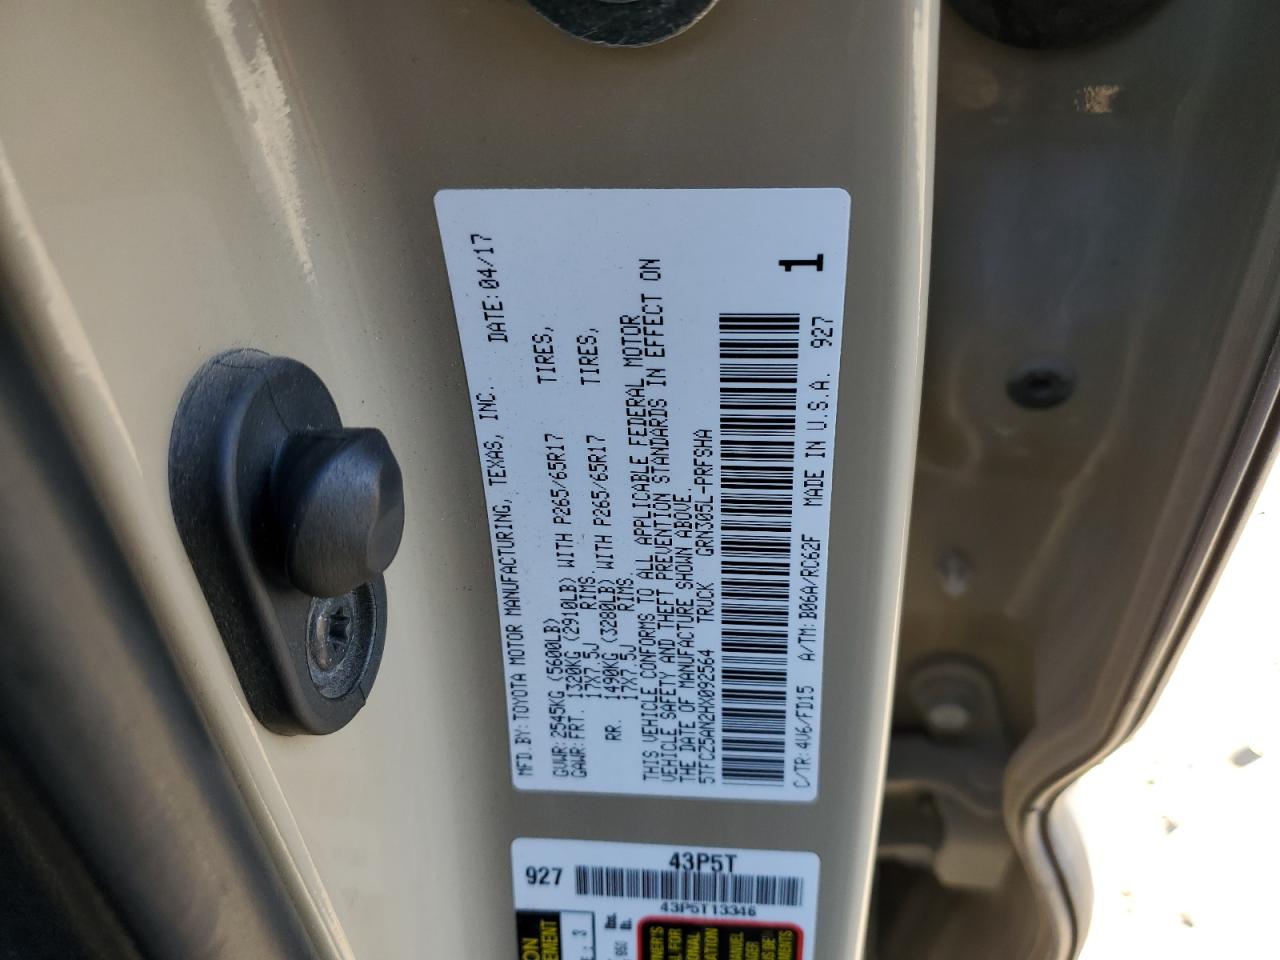 MFD.BY:TOYOTA MOTOR MANUFACTURING, TEXAS, INC. DATE:04/17
GVWR:2545KG (5600LB)
GAWR:FRT. 1320KG (2910LB) WITH P265/65R17 TIRES,
17X7.5J RIMS
RR. 1490KG (3280LB) WITH P265/65R17 TIRES,
17X7.5J RIMS
THIS VEHICLE CONFORMS TO ALL APPLICABLE FEDERAL MOTOR
VEHICLE SAFETY AND THEFT PREVENTION STANDARDS IN EFFECT ON
THE DATE OF MANUFACTURE SHOWN ABOVE.
5TFCZ5AN2HX092564 TRUCK GRN305L-PRFSHA
1
C/TR:4V6/FD15 A/TM:B06A/RC62F MADE IN U.S.A. 927
43P5T
927
43P5T13346